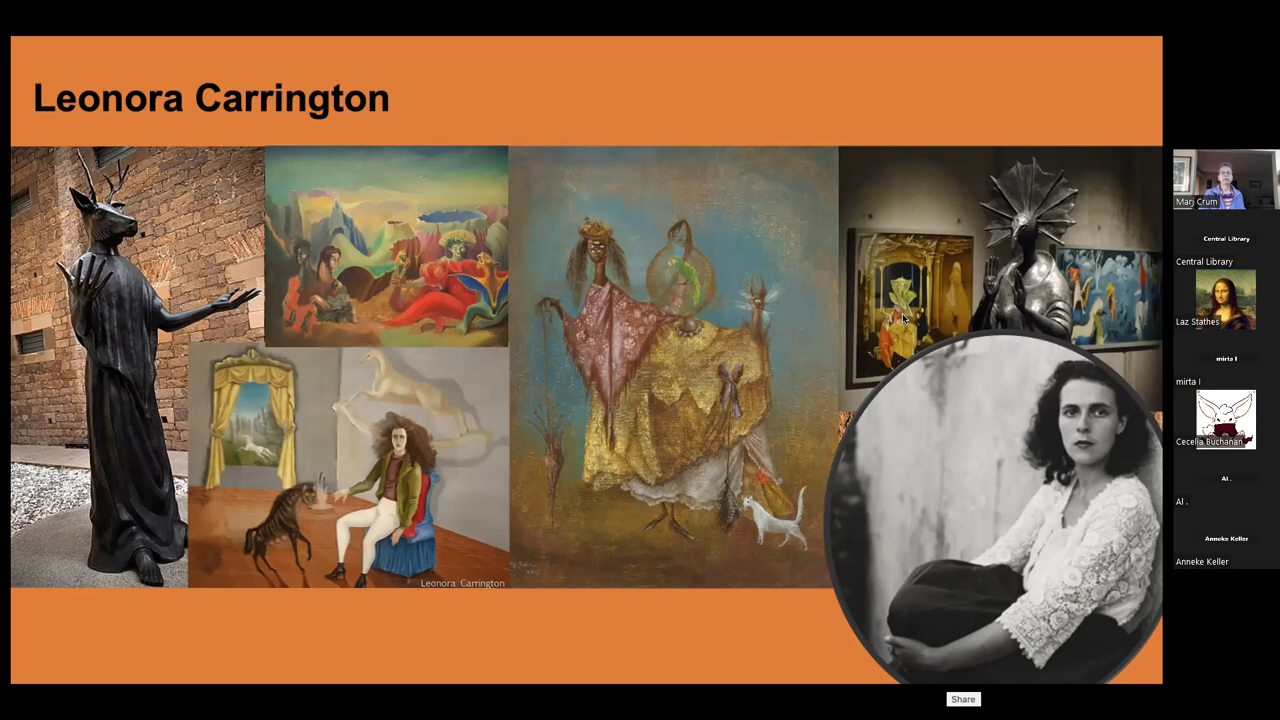 Leonora Carrington
Leonora Carrington
Share
Marj Crum
Central Library
Central Library
Laz Stathes
mirta l
mirta l
Cecelia Buchanan
Al .
Al .
Anneke Keller
Anneke Keller